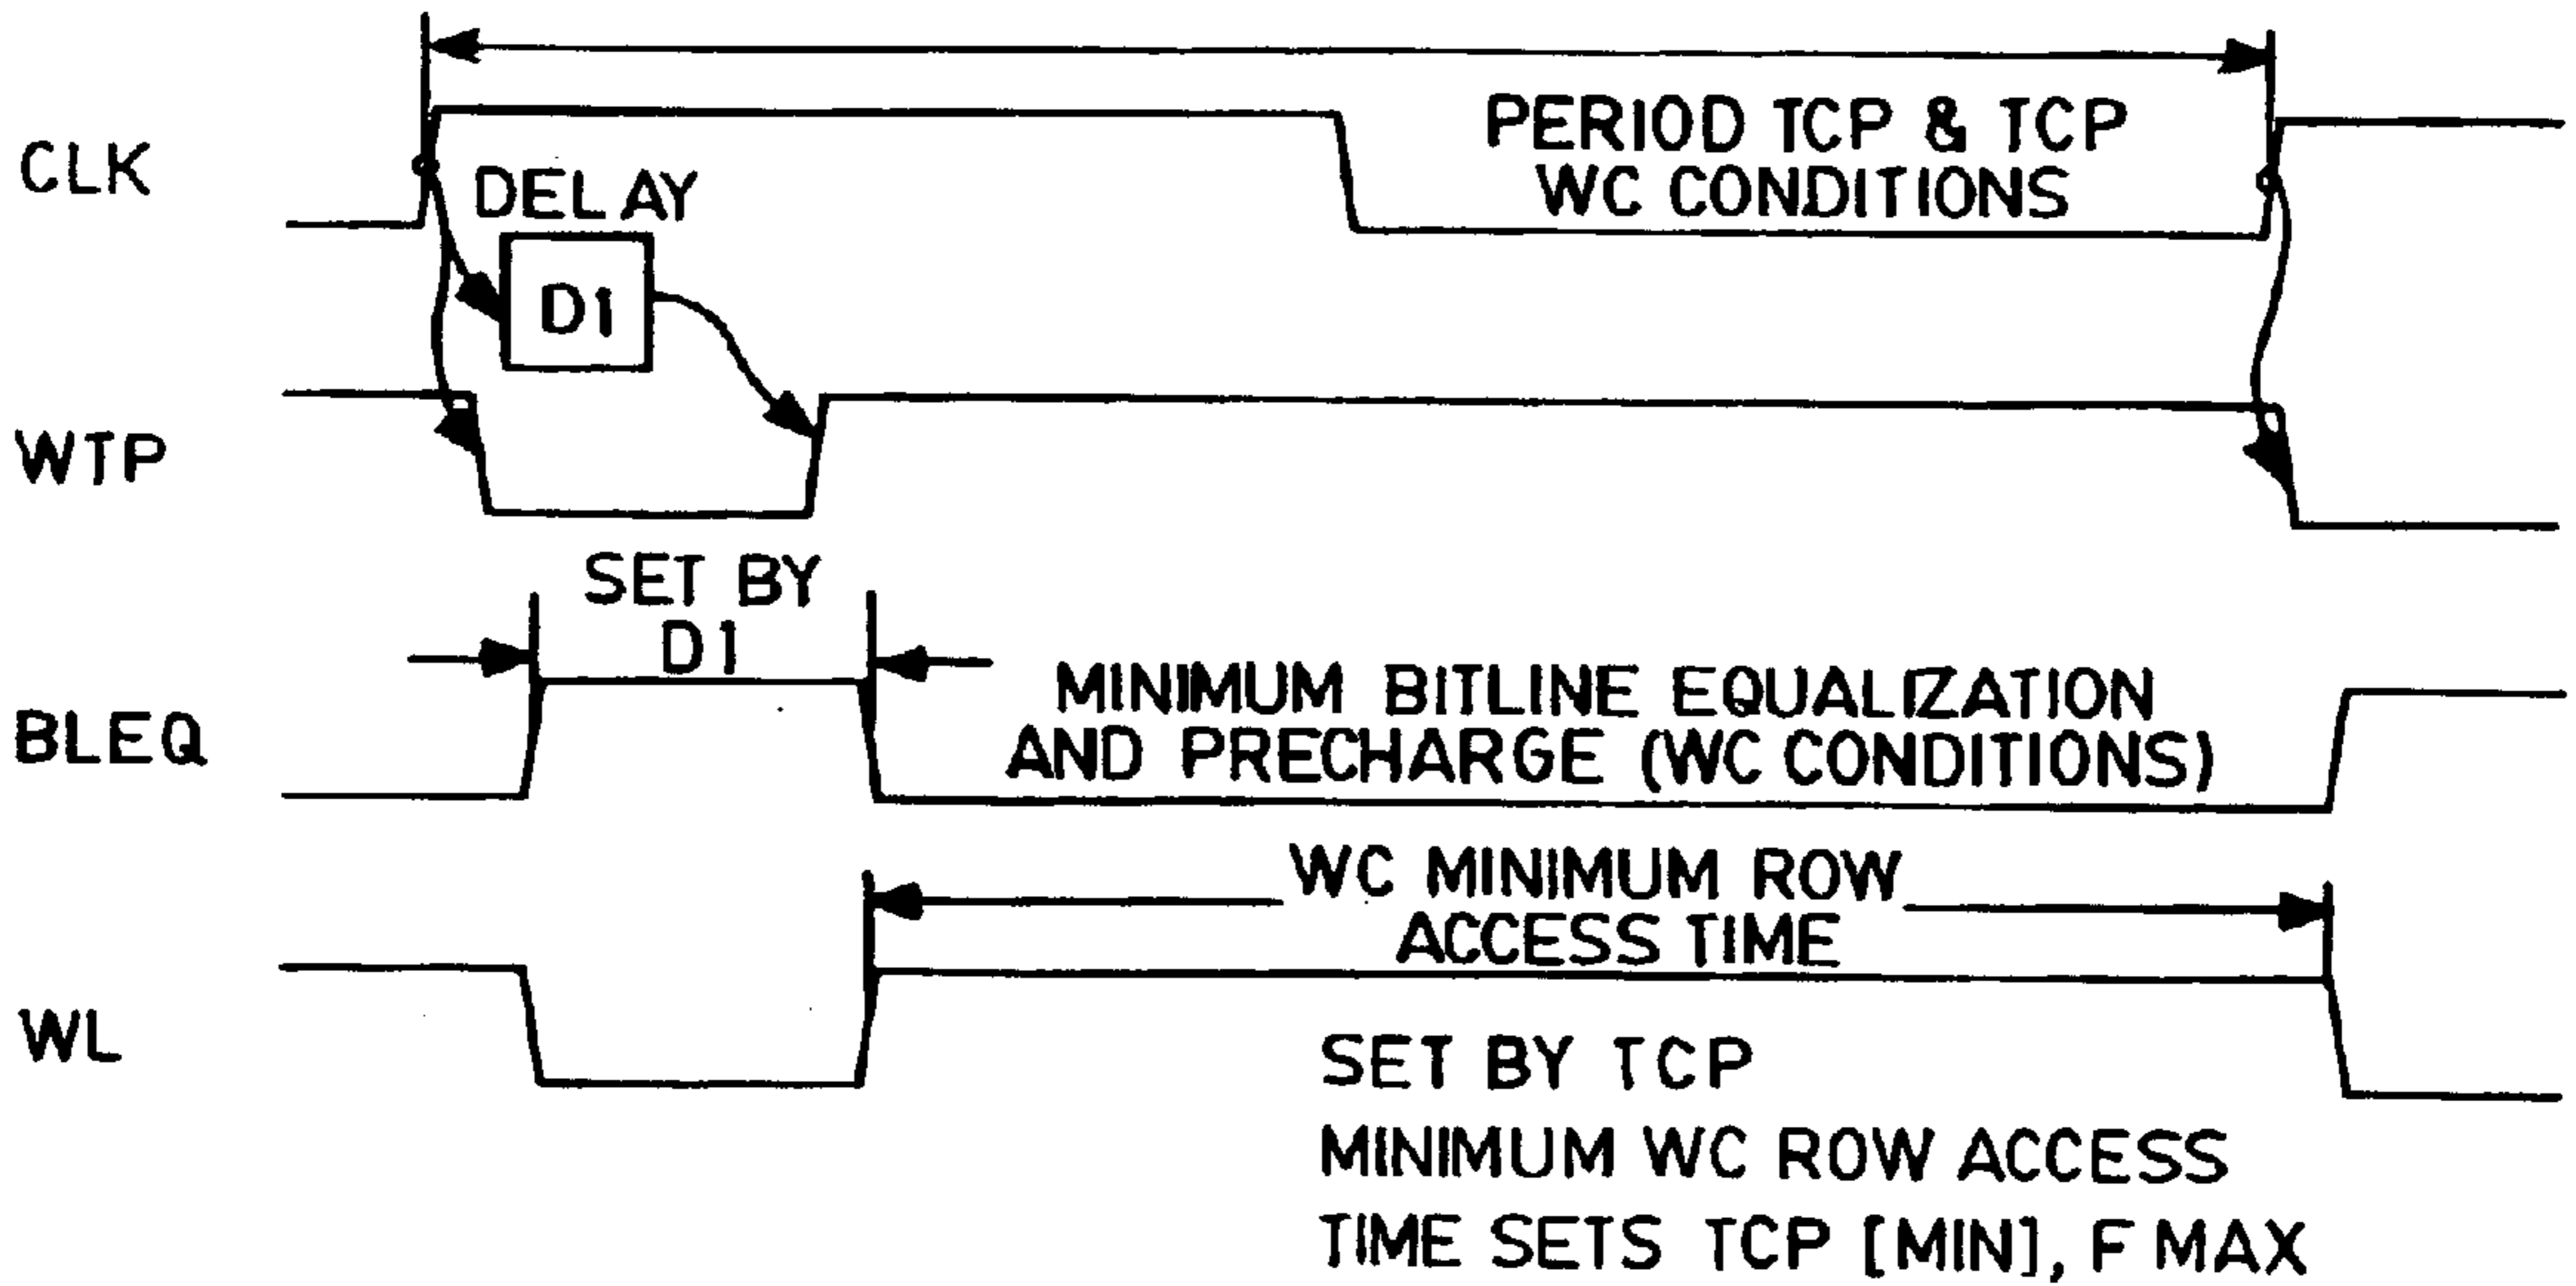 CLK
PERIOD TCP & TCP
WC CONDITIONS
DELAY
D1
WTP
SET BY
D1
BLEQ
MINIMUM BITLINE EQUALIZATION
AND PRECHARGE (WC CONDITIONS)
WC MINIMUM ROW
ACCESS TIME
WL
SET BY TCP
MINIMUM WC ROW ACCESS
TIME SETS TCP [MIN], F MAX